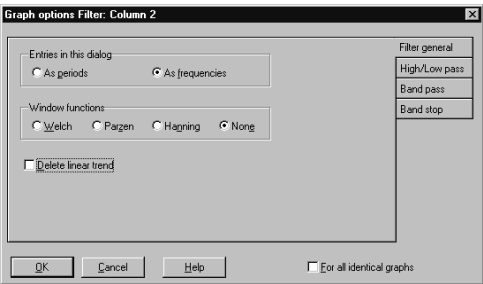 Graph options Filter: Column 2
Filter general
High/Low pass
Band pass
Band stop
Entries in this dialog
As periods
As frequencies
Window functions
Welch
Parzen
Hanning
None
Delete linear trend
OK
Cancel
Help
For all identical graphs